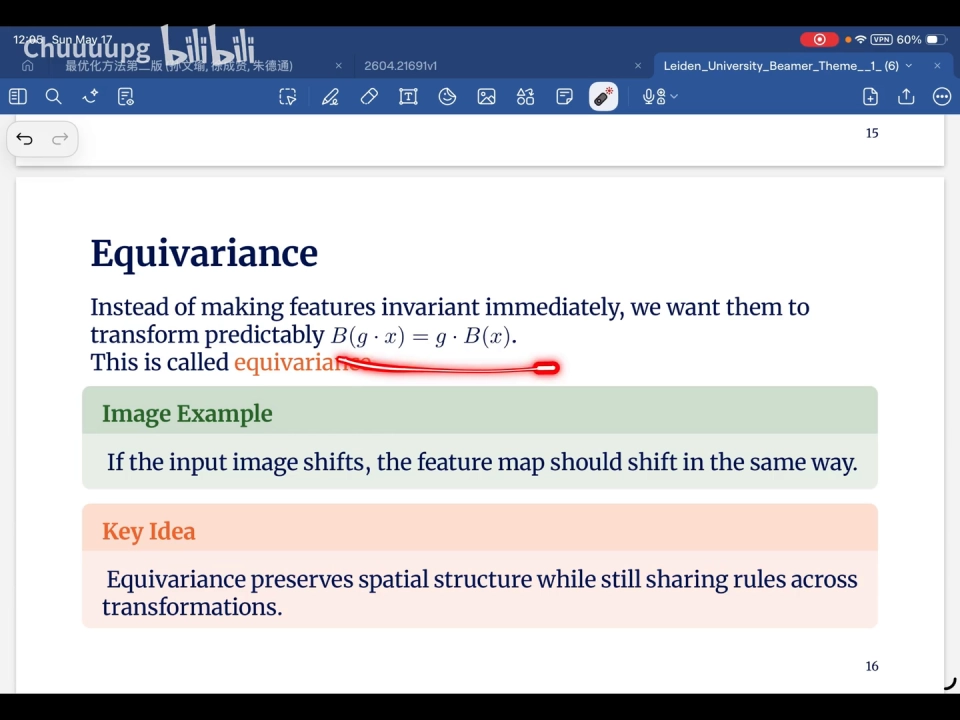 12:05 Sun May 17
Chuuuupg bilibili
VPN 60%
最优化方法第二版 (孙文瑜, 徐成贤, 朱德通)
2604.21691v1
Leiden_University_Beamer_Theme__1_ (6)
15
Equivariance
Instead of making features invariant immediately, we want them to
transform predictably B(g · x) = g · B(x).
This is called equivariance
Image Example
If the input image shifts, the feature map should shift in the same way.
Key Idea
Equivariance preserves spatial structure while still sharing rules across
transformations.
16